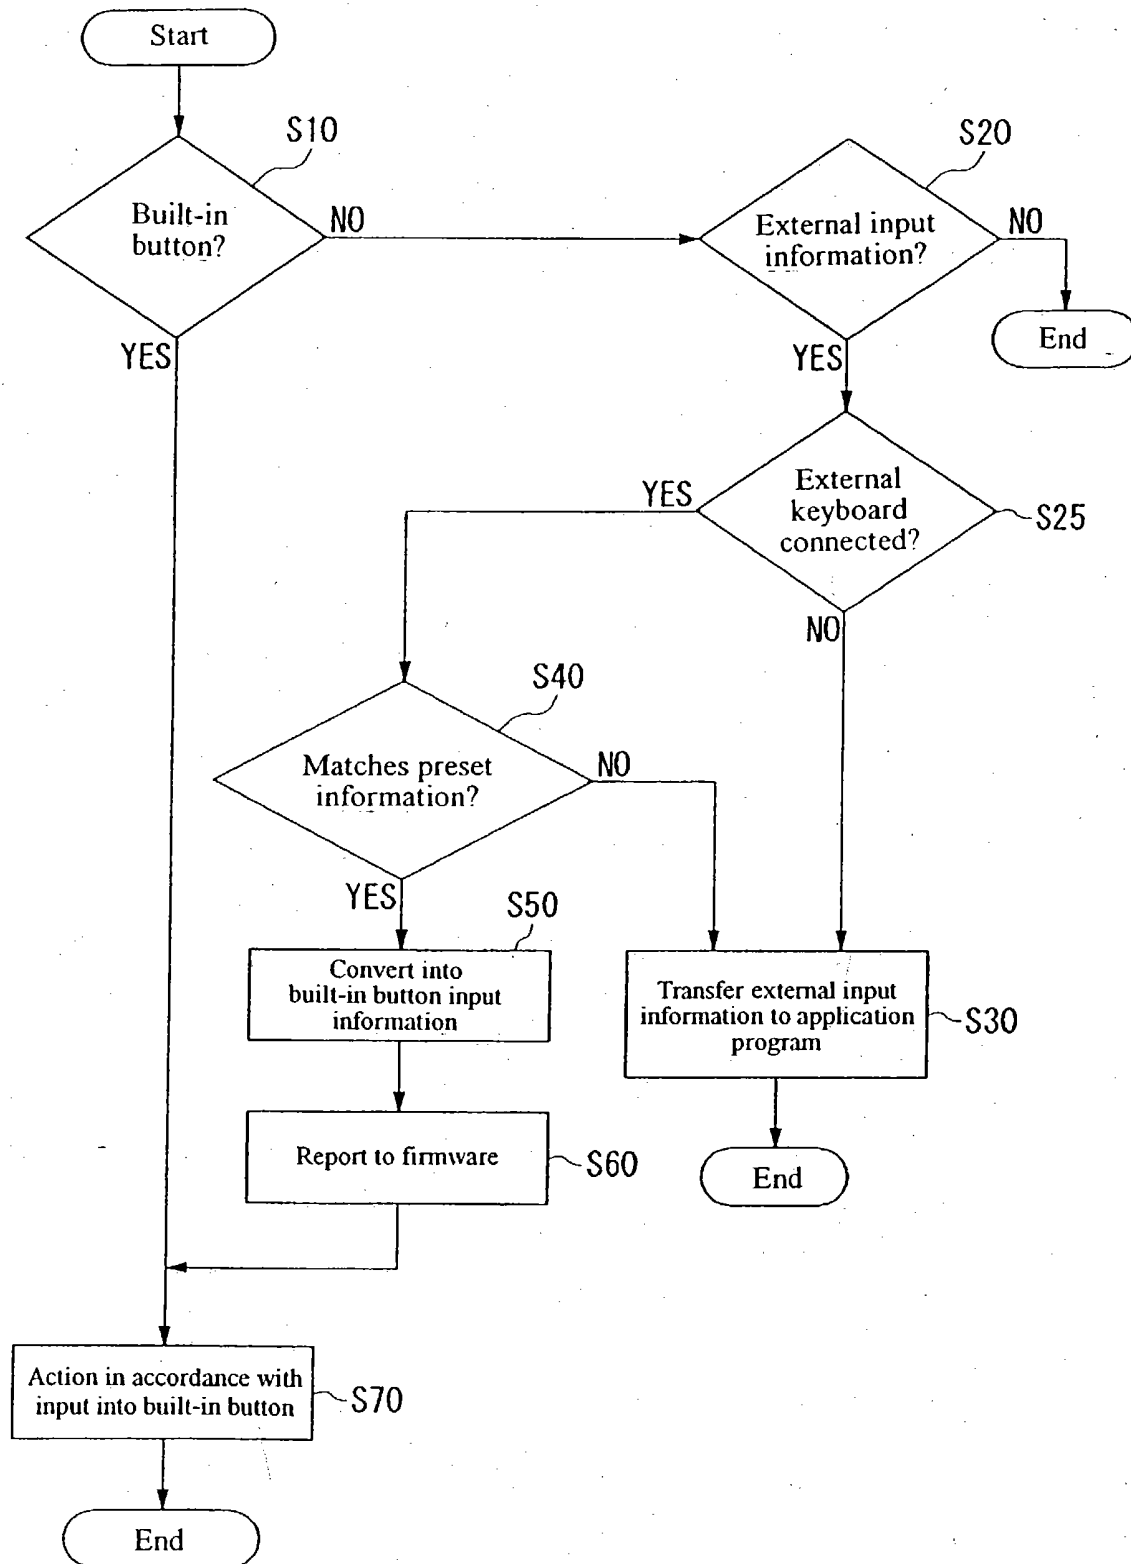 Start
S10
Built-in
button?
NO
YES
S20
External input
information?
NO
End
YES
External
keyboard
connected?
S25
YES
NO
S40
Matches preset
information?
NO
YES
S50
Convert into
built-in button input
information
Transfer external input
information to application
program
S30
Report to firmware
S60
End
Action in accordance with
input into built-in button
S70
End